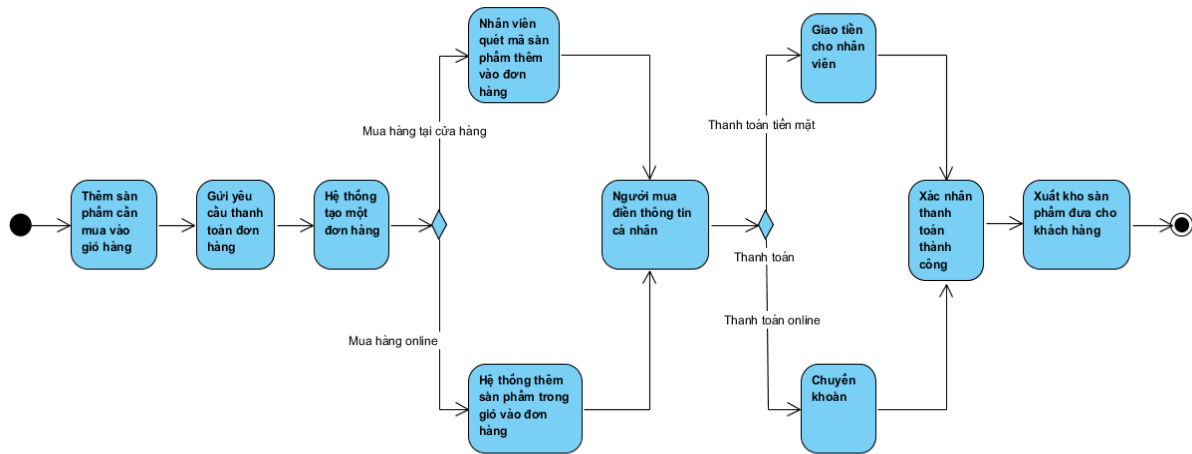 Thêm sản
phẩm cần
mua vào
giỏ hàng
Gửi yêu
cầu thanh
toán đơn
hàng
Hệ thống
tạo một
đơn hàng
Mua hàng tại cửa hàng
Mua hàng online
Nhân viên
quét mã sản
phẩm thêm
vào đơn
hàng
Hệ thống thêm
sản phẩm trong
giỏ vào đơn
hàng
Người mua
điền thông tin
cá nhân
Thanh toán tiền mặt
Thanh toán
Thanh toán online
Giao tiền
cho nhân
viên
Chuyển
khoản
Xác nhận
thanh
toán
thành
công
Xuất kho sản
phẩm đưa cho
khách hàng